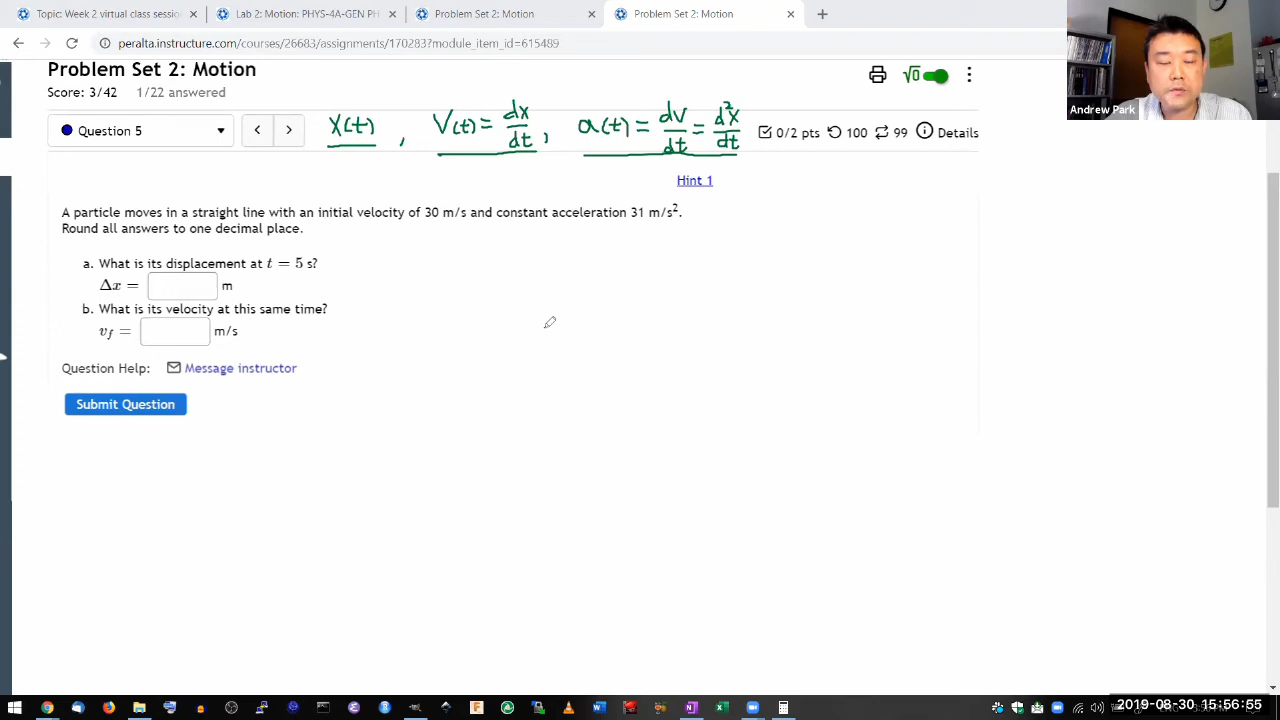 Topic: Week 2 virtual class sessi
Lab 2: Motion: PHYS-4A-GEN PH
Problem Set 2: Motion
Problem Set 2: Motion
peralta.instructure.com/courses/26683/assignments/170283?module_item_id=615489
Andrew Park
Problem Set 2: Motion
Score: 3/42 1/22 answered
√0
Question 5
< >
x(t) , v(t) = dx/dt , a(t) = dv/dt = d²x/dt
0/2 pts 100 99 Details
Hint 1
A particle moves in a straight line with an initial velocity of 30 m/s and constant acceleration 31 m/s².
Round all answers to one decimal place.
a. What is its displacement at t = 5 s?
Δx = m
b. What is its velocity at this same time?
v_f = m/s
Question Help: Message instructor
Submit Question
2019-08-30 15:56:55